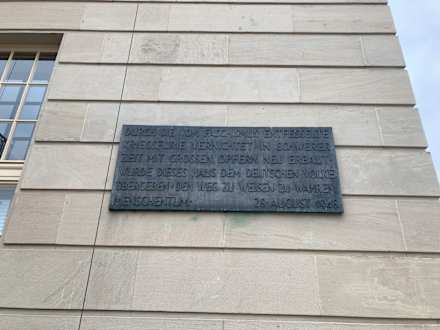 DURCH DIE VOM FASCHISMUS ENTFESSELTE
KRIEGSFURIE VERNICHTET IN SCHWERER
ZEIT MIT GROSSEN OPFERN NEU ERBAUT
WURDE DIESES HAUS DEM DEUTSCHEN VOLKE
ÜBERGEBEN DEN WEG ZU WEISEN ZU WAHREM
MENSCHENTUM· 28·AUGUST 1948